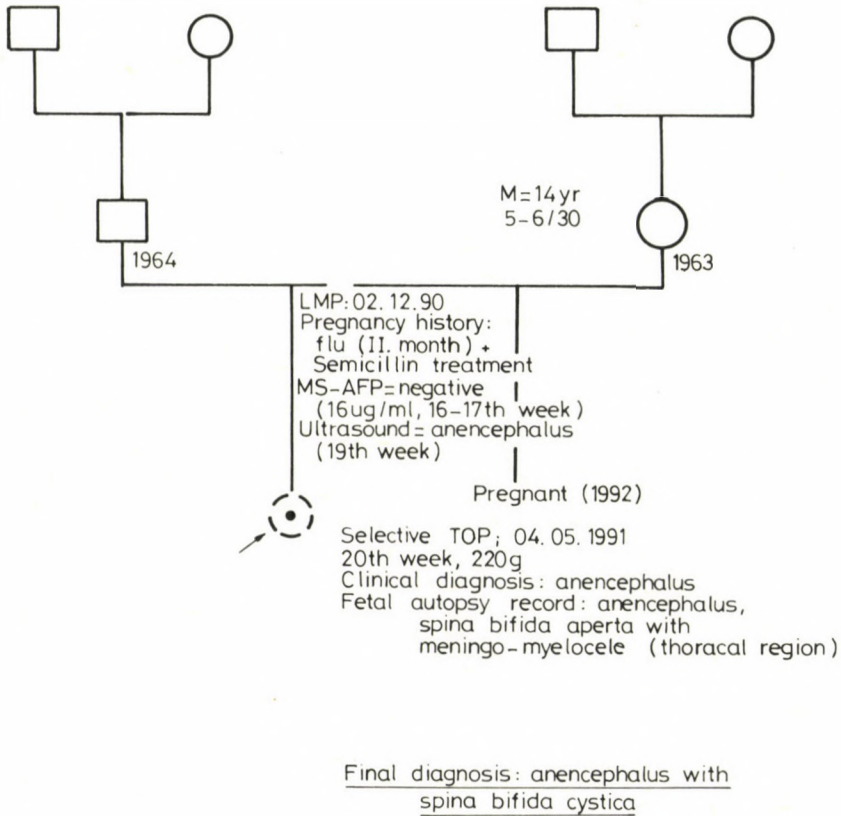 M=14yr
5-6/30
1964
1963
LMP: 02. 12. 90
Pregnancy history:
flu (II. month) +
Semicillin treatment
MS-AFP= negative
(16ug/ml, 16-17th week)
Ultrasound= anencephalus
(19th week)
Pregnant (1992)
Selective TOP; 04. 05. 1991
20th week, 220g
Clinical diagnosis: anencephalus
Fetal autopsy record: anencephalus,
spina bifida aperta with
meningo-myelocele (thoracal region)
Final diagnosis: anencephalus with
spina bifida cystica